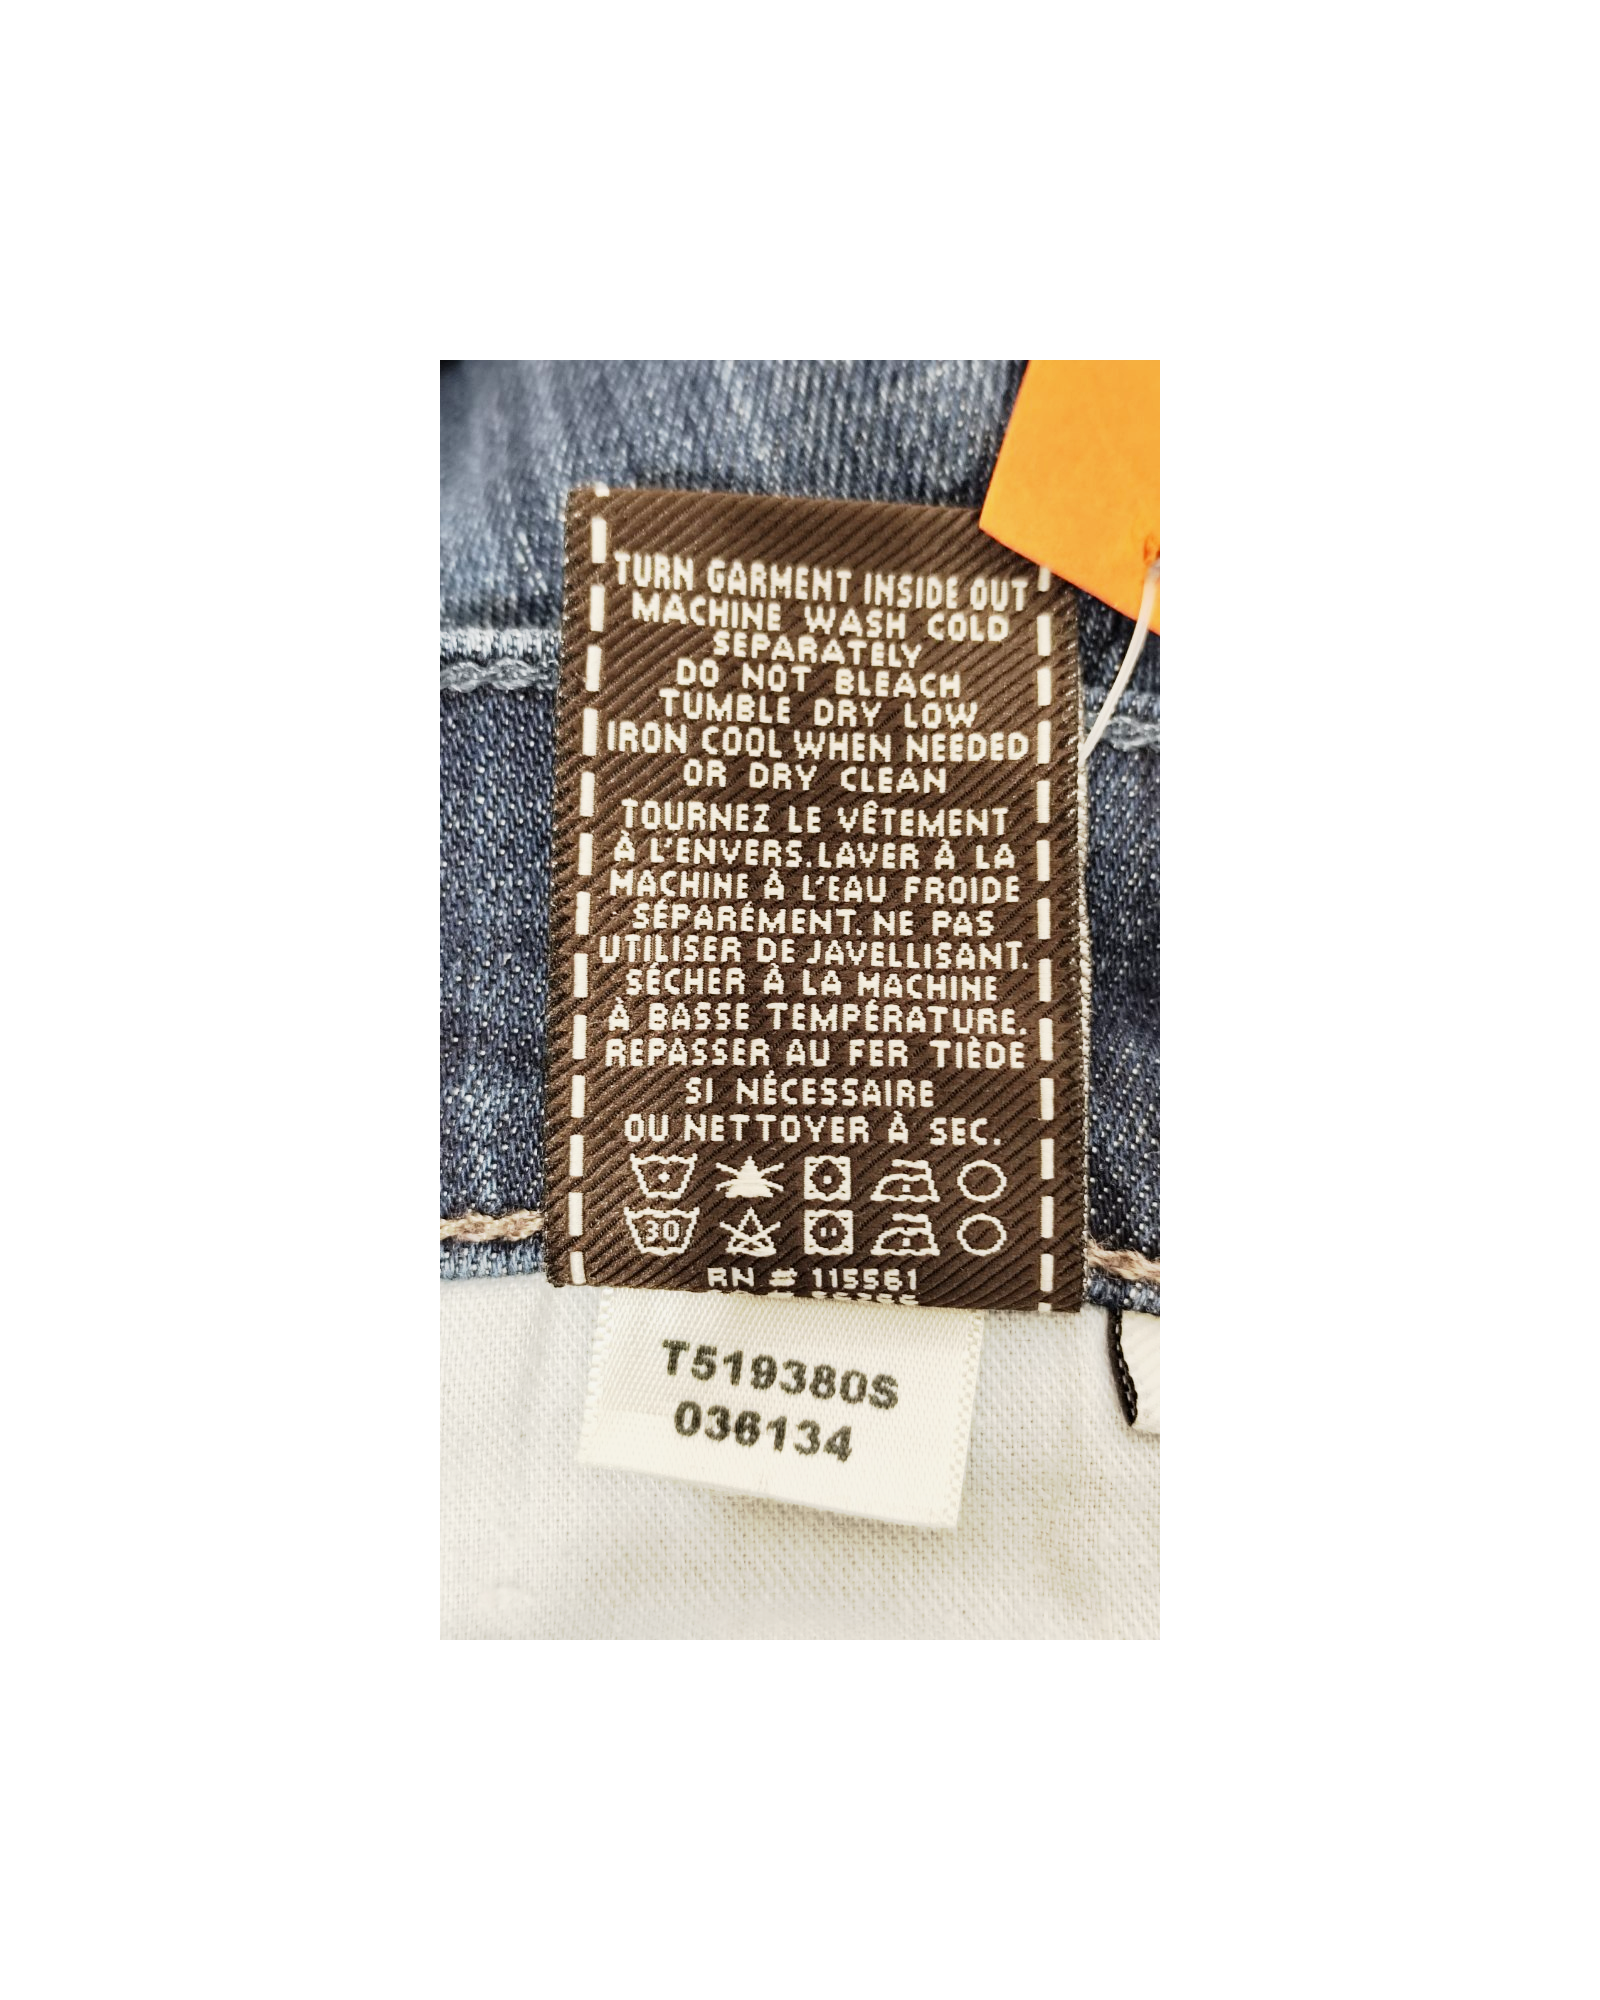 TURN GARMENT INSIDE OUT
MACHINE WASH COLD
SEPARATELY
DO NOT BLEACH
TUMBLE DRY LOW
IRON COOL WHEN NEEDED
OR DRY CLEAN
TOURNEZ LE VÊTEMENT
À L'ENVERS.LAVER À LA
MACHINE À L'EAU FROIDE
SÉPARÉMENT. NE PAS
UTILISER DE JAVELLISANT.
SÉCHER À LA MACHINE
À BASSE TEMPÉRATURE.
REPASSER AU FER TIÈDE
SI NÉCESSAIRE
OU NETTOYER À SEC.
30
RN # 115561
T519380S
036134